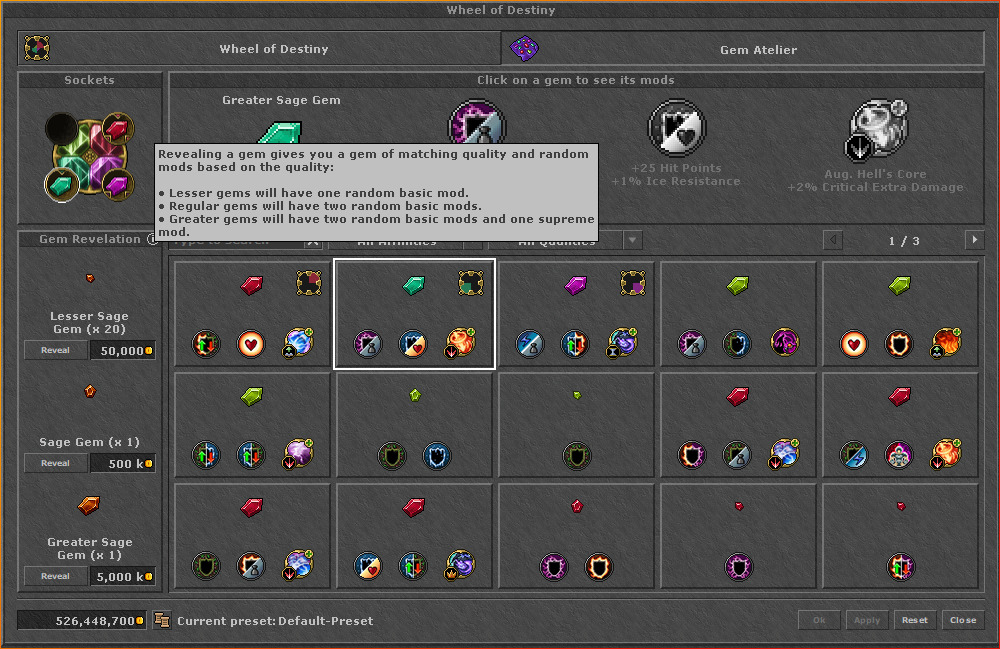 Wheel of Destiny
Wheel of Destiny
Gem Atelier
Sockets
Click on a gem to see its mods
Greater Sage Gem
+25 Hit Points
+1% Ice Resistance
Aug. Hell's Core
+2% Critical Extra Damage
Revealing a gem gives you a gem of matching quality and random
mods based on the quality:
• Lesser gems will have one random basic mod.
• Regular gems will have two random basic mods.
• Greater gems will have two random basic mods and one supreme
mod.
Gem Revelation
Type to Search
All Affinities
All Qualities
1 / 3
Lesser Sage
Gem (x 20)
Reveal
50,000
Sage Gem (x 1)
Reveal
500 k
Greater Sage
Gem (x 1)
Reveal
5,000 k
526,448,700
Current preset: Default-Preset
Ok
Apply
Reset
Close